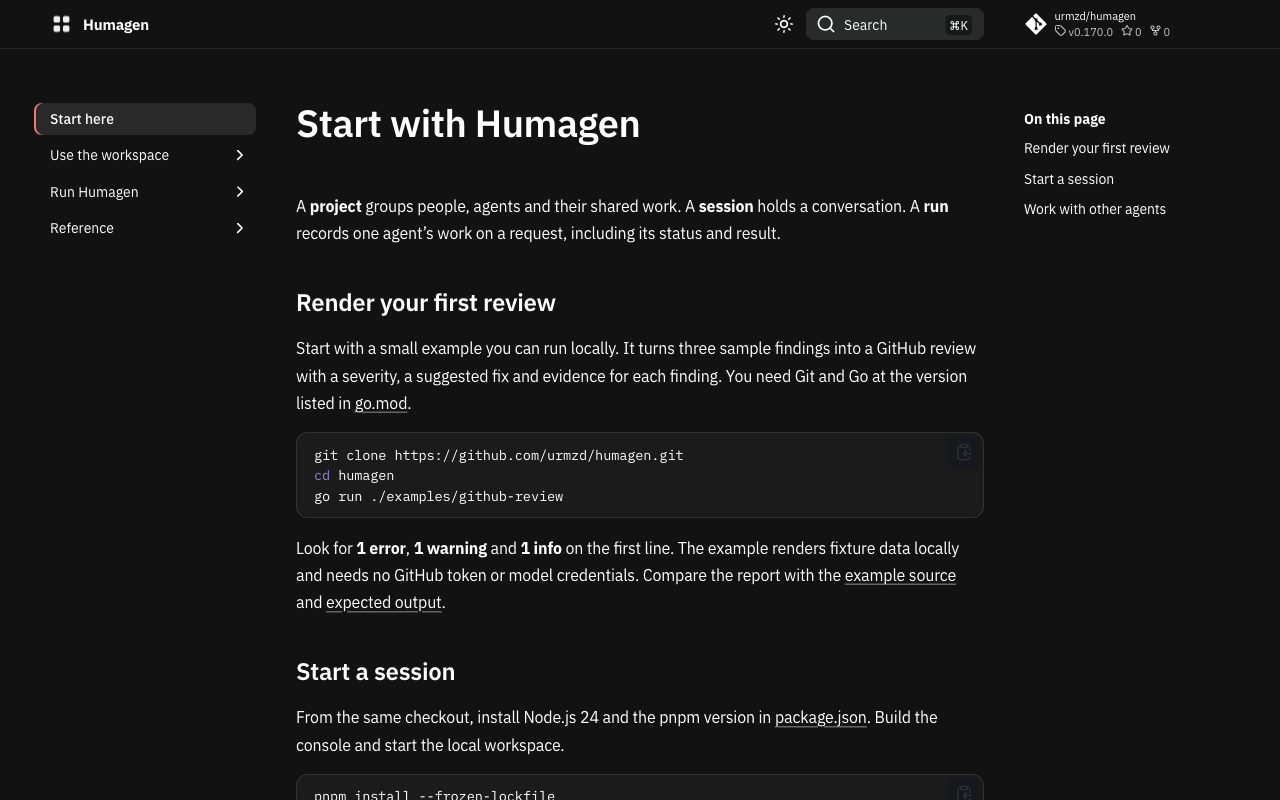 Humagen
Search
⌘K
urmzd/humagen
v0.170.0 0 0
Start here
Use the workspace
Run Humagen
Reference
Start with Humagen
A project groups people, agents and their shared work. A session holds a conversation. A run
records one agent’s work on a request, including its status and result.
Render your first review
Start with a small example you can run locally. It turns three sample findings into a GitHub review
with a severity, a suggested fix and evidence for each finding. You need Git and Go at the version
listed in go.mod.
git clone https://github.com/urmzd/humagen.git
cd humagen
go run ./examples/github-review
Look for 1 error, 1 warning and 1 info on the first line. The example renders fixture data locally
and needs no GitHub token or model credentials. Compare the report with the example source
and expected output.
Start a session
From the same checkout, install Node.js 24 and the pnpm version in package.json. Build the
console and start the local workspace.
pnpm install --frozen-lockfile
On this page
Render your first review
Start a session
Work with other agents